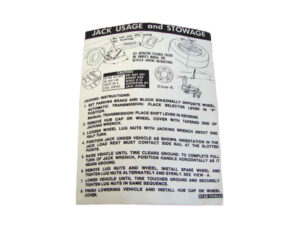 JACK USAGE and STOWAGE
View-A
JACKING INSTRUCTIONS:
1. SET PARKING BRAKE AND BLOCK DIAGONALLY OPPOSITE WHEEL.
AUTOMATIC TRANSMISSION: PLACE SELECTOR LEVER IN "P"
POSITION.
MANUAL TRANSMISSION: PLACE SHIFT LEVER IN REVERSE.
2. REMOVE HUB CAP OR WHEEL COVER WITH TAPERED END OF
JACKING WRENCH.
3. LOOSEN WHEEL LUG NUTS WITH JACKING WRENCH ABOUT ONE
HALF TURN.
4. POSITION JACK UNDER VEHICLE AS SHOWN. INDENTATION IN THE
JACK LOAD REST MUST CONTACT SIDE RAIL AT THE SLOTTED
POINTS.
5. RAISE VEHICLE UNTIL TIRE CLEARS GROUND. TO COMPLETE FULL
TURN OF JACK WRENCH, POSITION HANDLE HORIZONTALLY AS IT
NEARS GROUND.
6. REMOVE LUG NUTS AND WHEEL. INSTALL SPARE WHEEL AND
TIGHTEN LUG NUTS ALTERNATELY AND EVENLY. SEE VIEW - A.
7. LOWER VEHICLE UNTIL TIRE TOUCHES GROUND AND SECURELY
TIGHTEN LUG NUTS IN SAME SEQUENCE.
8. FINISH LOWERING VEHICLE AND INSTALL HUB CAP OR WHEEL
COVER.